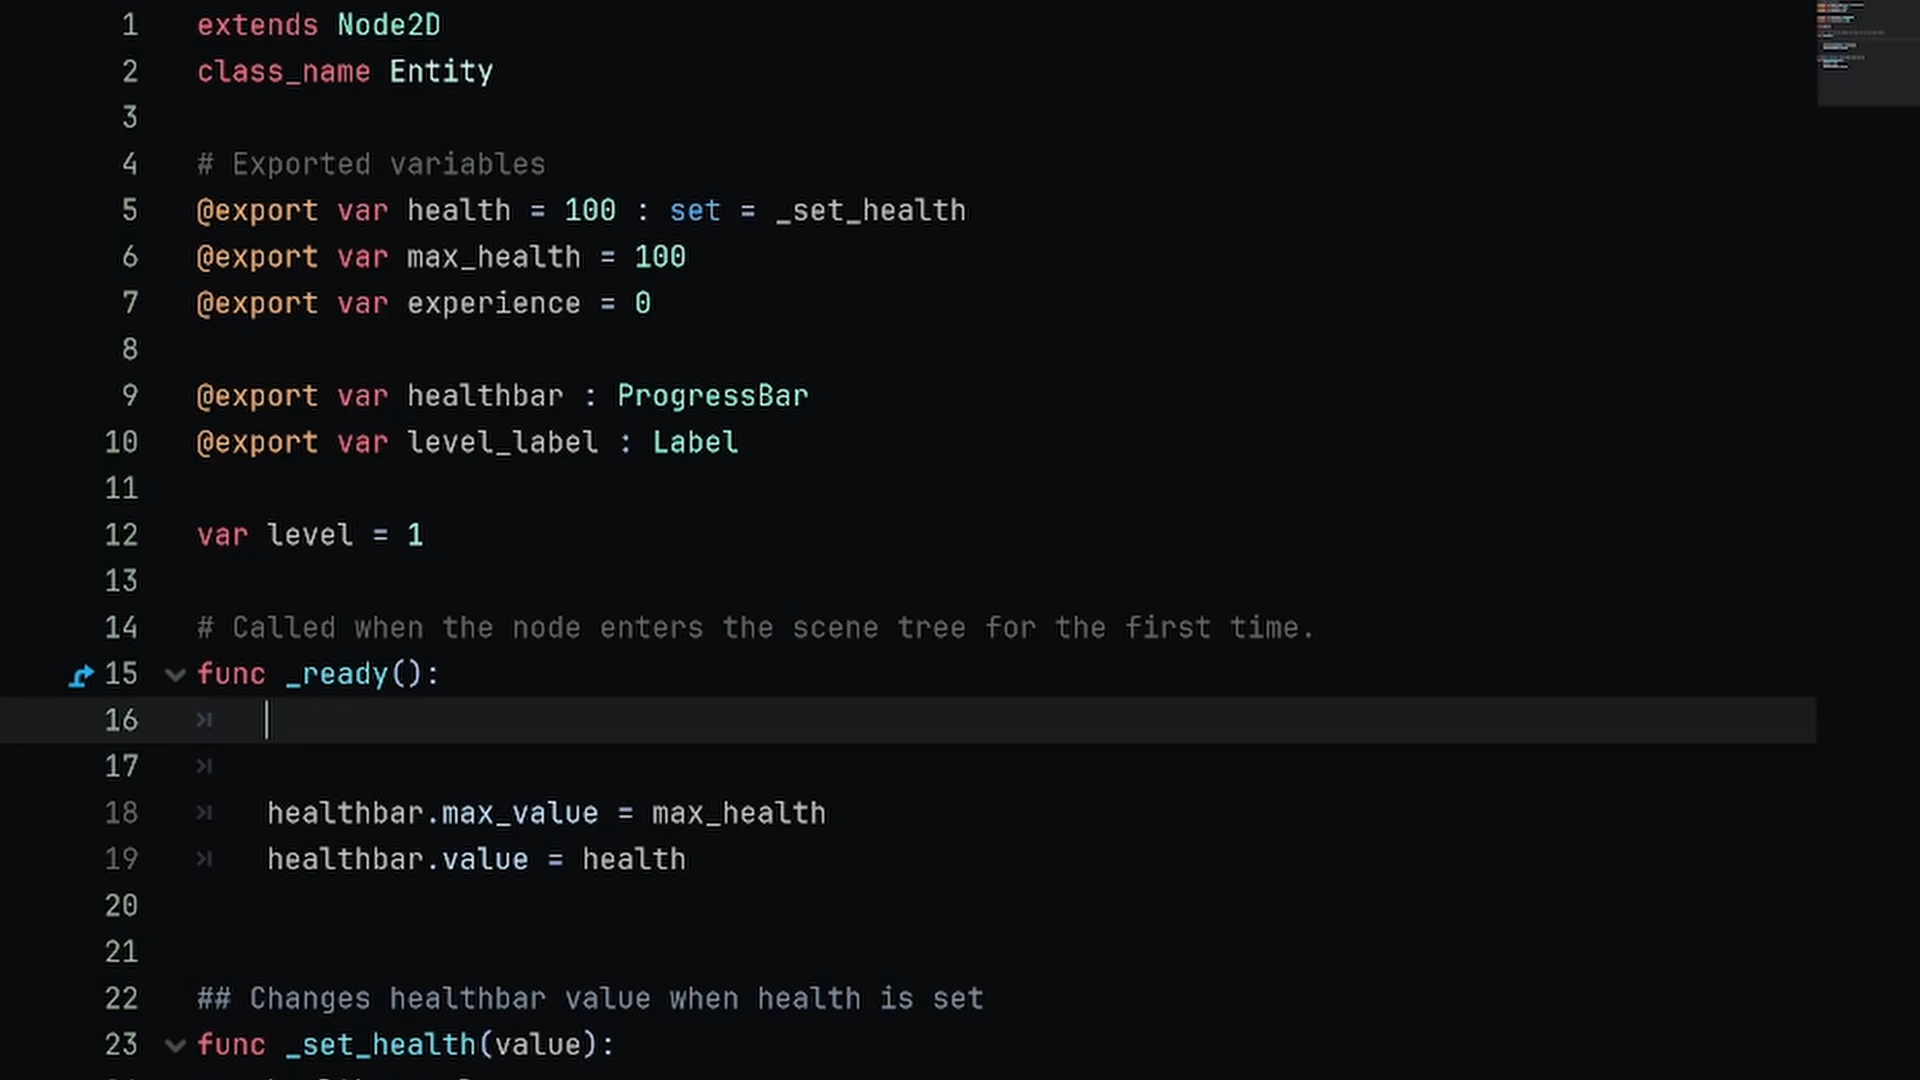 1 extends Node2D
2 class_name Entity
3
4 # Exported variables
5 @export var health = 100 : set = _set_health
6 @export var max_health = 100
7 @export var experience = 0
8
9 @export var healthbar : ProgressBar
10 @export var level_label : Label
11
12 var level = 1
13
14 # Called when the node enters the scene tree for the first time.
15 func _ready():
16
17
18 healthbar.max_value = max_health
19 healthbar.value = health
20
21
22 ## Changes healthbar value when health is set
23 func _set_health(value):